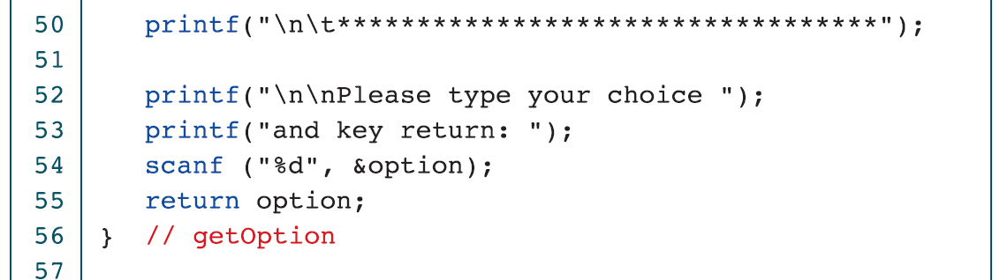 50 printf("\n\t**********************************");
51
52 printf("\n\nPlease type your choice ");
53 printf("and key return: ");
54 scanf ("%d", &option);
55 return option;
56 } // getOption
57